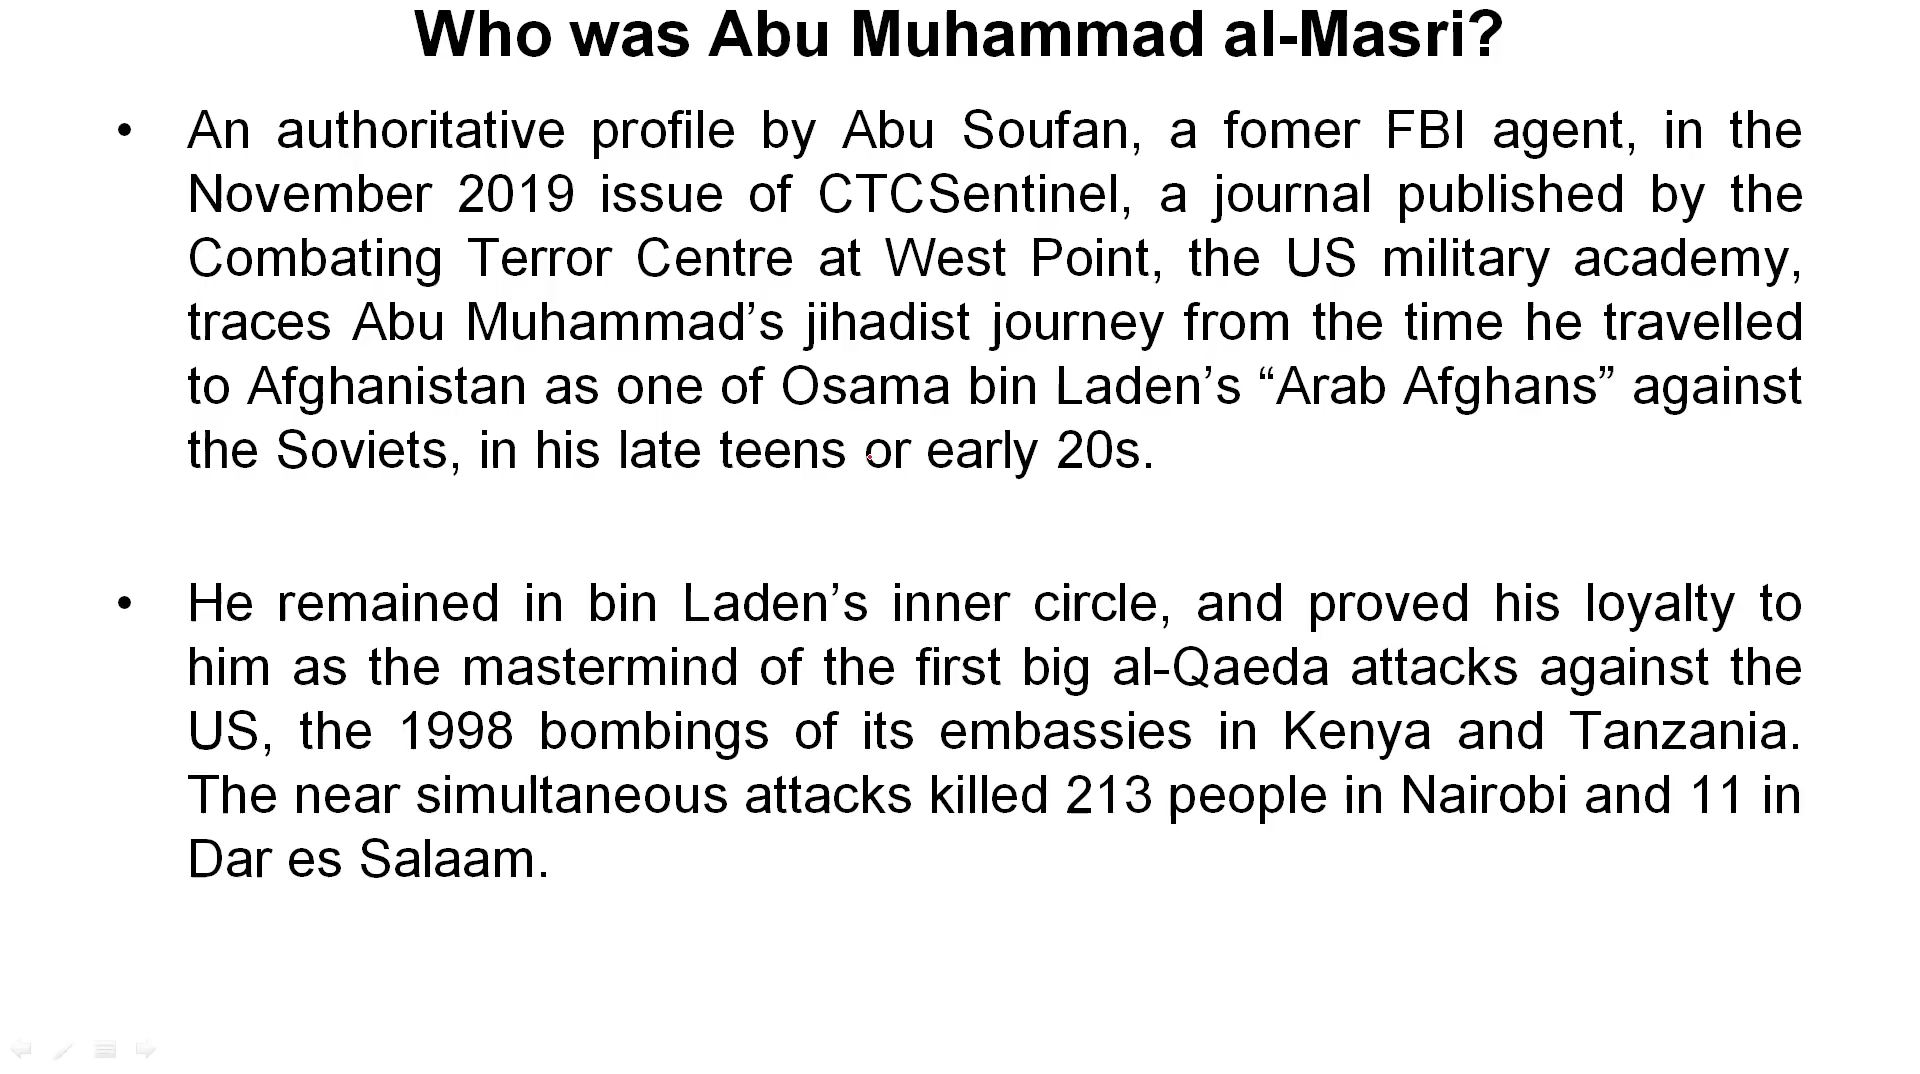 Who was Abu Muhammad al-Masri?
• An authoritative profile by Abu Soufan, a fomer FBI agent, in the
November 2019 issue of CTCSentinel, a journal published by the
Combating Terror Centre at West Point, the US military academy,
traces Abu Muhammad’s jihadist journey from the time he travelled
to Afghanistan as one of Osama bin Laden’s “Arab Afghans” against
the Soviets, in his late teens or early 20s.
• He remained in bin Laden’s inner circle, and proved his loyalty to
him as the mastermind of the first big al-Qaeda attacks against the
US, the 1998 bombings of its embassies in Kenya and Tanzania.
The near simultaneous attacks killed 213 people in Nairobi and 11 in
Dar es Salaam.